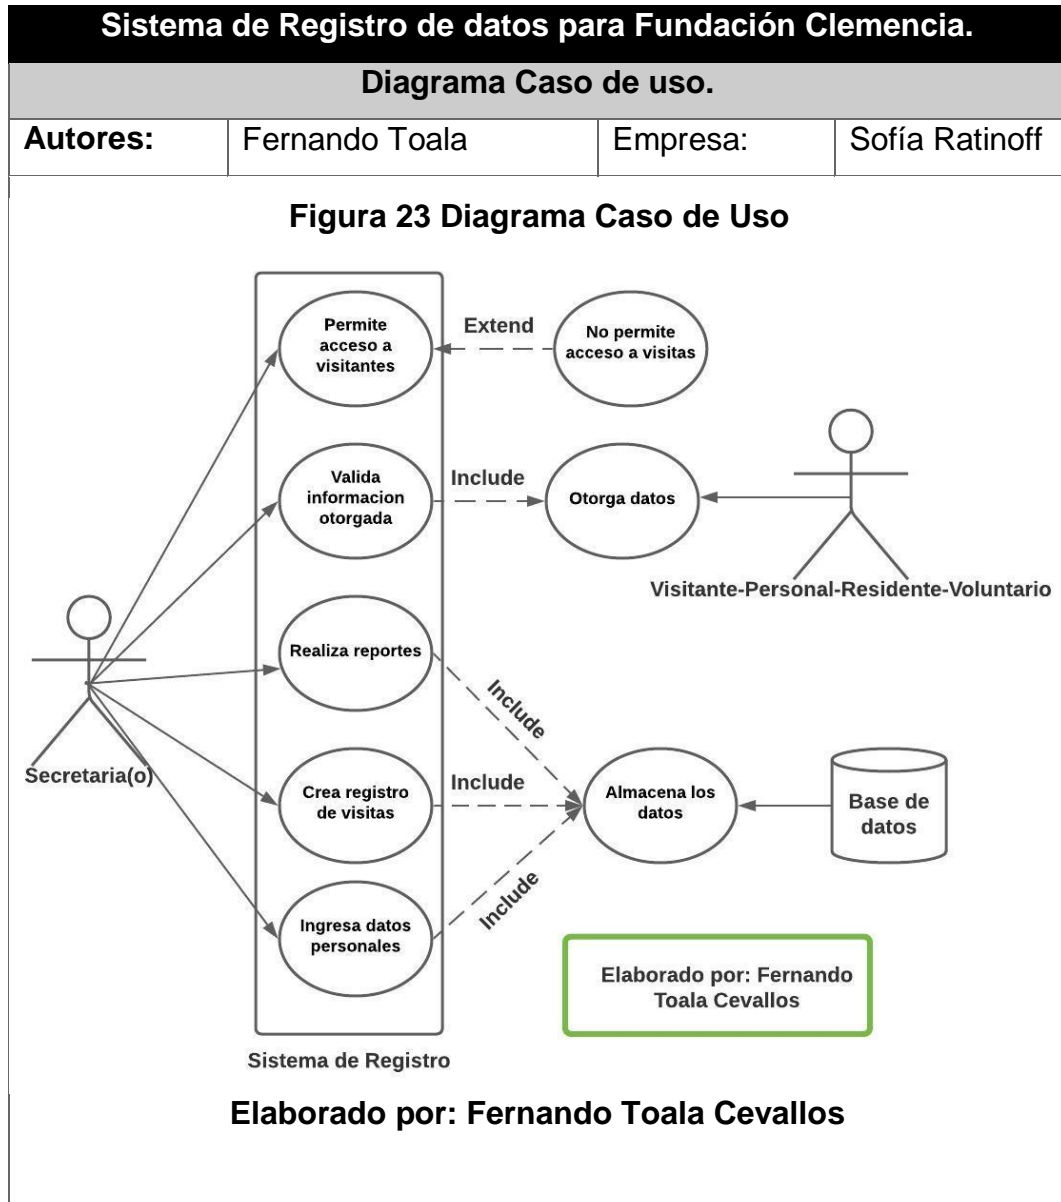 Sistema de Registro de datos para Fundación Clemencia.
Diagrama Caso de uso.
Autores: Fernando Toala Empresa: Sofía Ratinoff
Figura 23 Diagrama Caso de Uso
Permite
acceso a
visitantes
Extend
No permite
acceso a visitas
Valida
informacion
otorgada
Include
Otorga datos
Visitante-Personal-Residente-Voluntario
Realiza reportes
Include
Secretaria(o)
Crea registro
de visitas
Include
Almacena los
datos
Base de
datos
Ingresa datos
personales
Include
Elaborado por: Fernando
Toala Cevallos
Sistema de Registro
Elaborado por: Fernando Toala Cevallos